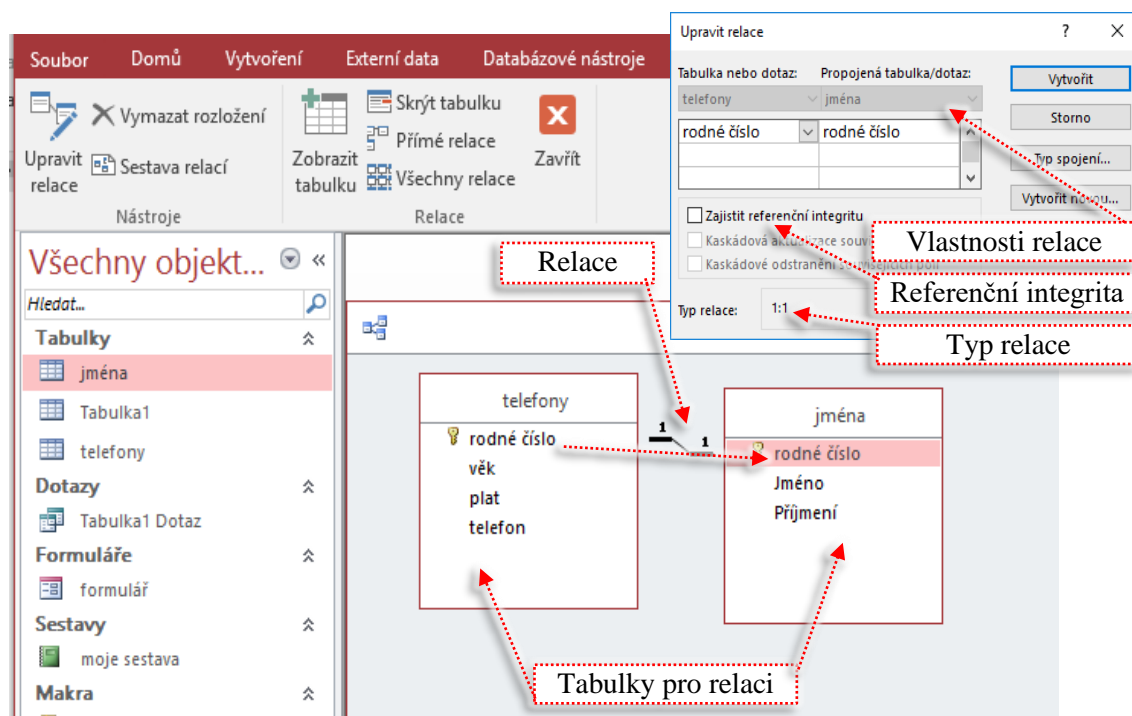 Soubor Domů Vytvoření Externí data Databázové nástroje
Upravit relace
Vymazat rozložení
Sestava relací
Nástroje
Zobrazit tabulku
Skrýt tabulku
Přímé relace
Všechny relace
Relace
Zavřít
Upravit relace ? X
Tabulka nebo dotaz: Propojená tabulka/dotaz:
telefony jména
rodné číslo rodné číslo
Vytvořit
Storno
Typ spojení...
Vytvořit novou...
Zajistit referenční integritu
Kaskádová aktualizace souv
Kaskádové odstranění souvisejících polí
Typ relace: 1:1
Vlastnosti relace
Referenční integrita
Typ relace
Všechny objekt... «
Hledat...
Tabulky
jména
Tabulka1
telefony
Dotazy
Tabulka1 Dotaz
Formuláře
formulář
Sestavy
moje sestava
Makra
Relace
telefony
rodné číslo
věk
plat
telefon
1 1
jména
rodné číslo
Jméno
Příjmení
Tabulky pro relaci